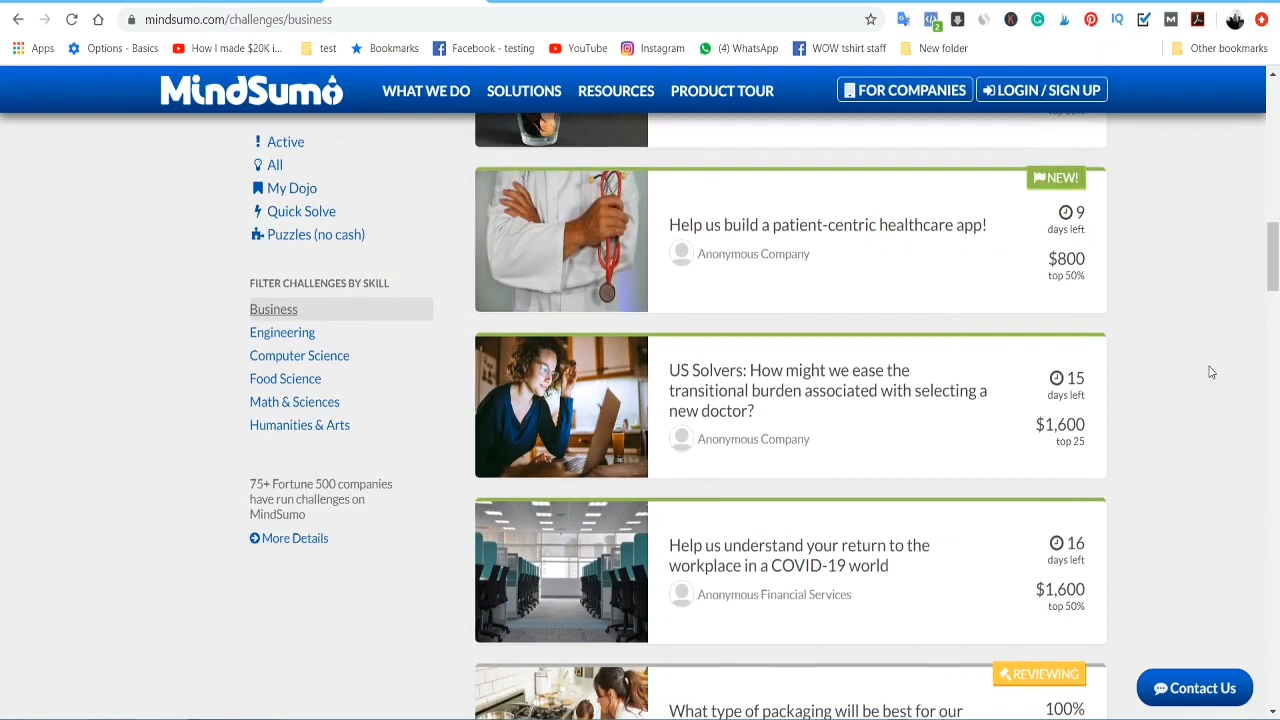 mindsumo.com/challenges/business
2
Apps
Options - Basics
How I made $20K i...
test
Bookmarks
Facebook - testing
YouTube
Instagram
(4) WhatsApp
WOW tshirt staff
New folder
Other bookmarks
MindSumo
WHAT WE DO
SOLUTIONS
RESOURCES
PRODUCT TOUR
FOR COMPANIES
LOGIN / SIGN UP
Active
All
My Dojo
Quick Solve
Puzzles (no cash)
FILTER CHALLENGES BY SKILL
Business
Engineering
Computer Science
Food Science
Math & Sciences
Humanities & Arts
75+ Fortune 500 companies
have run challenges on
MindSumo
More Details
NEW!
Help us build a patient-centric healthcare app!
Anonymous Company
9
days left
$800
top 50%
US Solvers: How might we ease the
transitional burden associated with selecting a
new doctor?
Anonymous Company
15
days left
$1,600
top 25
Help us understand your return to the
workplace in a COVID-19 world
Anonymous Financial Services
16
days left
$1,600
top 50%
REVIEWING
What type of packaging will be best for our
100%
Contact Us